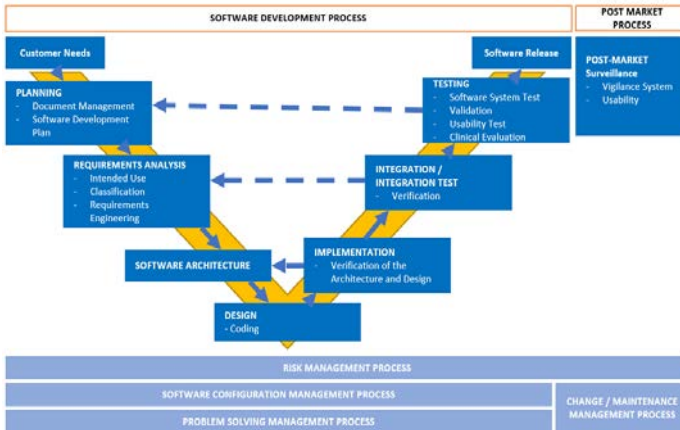 SOFTWARE DEVELOPMENT PROCESS
POST MARKET
PROCESS
Customer Needs
Software Release
POST-MARKET
Surveillance
- Vigilance System
- Usability
PLANNING
- Document Management
- Software Development
Plan
TESTING
- Software System Test
- Validation
- Usability Test
- Clinical Evaluation
REQUIREMENTS ANALYSIS
- Intended Use
- Classification
- Requirements
Engineering
INTEGRATION /
INTEGRATION TEST
- Verification
SOFTWARE ARCHITECTURE
IMPLEMENTATION
- Verification of the
Architecture and Design
DESIGN
- Coding
RISK MANAGEMENT PROCESS
SOFTWARE CONFIGURATION MANAGEMENT PROCESS
CHANGE / MAINTENANCE
MANAGEMENT PROCESS
PROBLEM SOLVING MANAGEMENT PROCESS